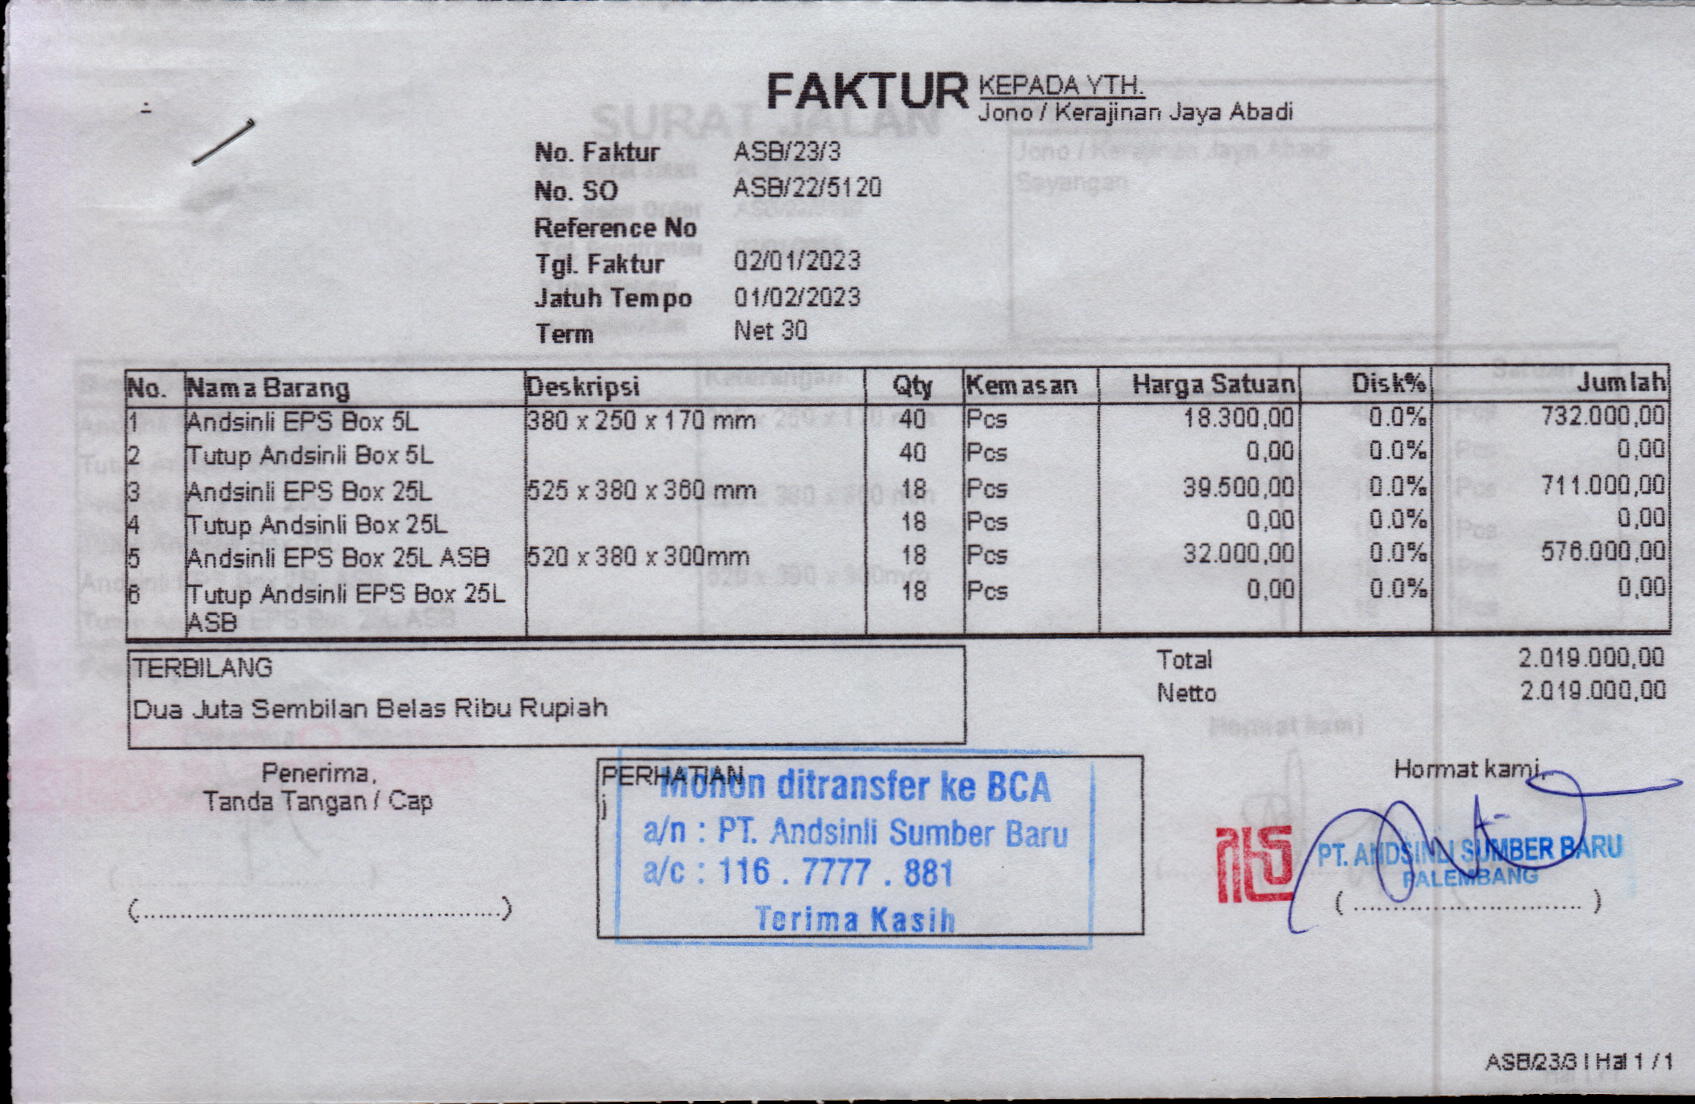 FAKTUR
KEPADA YTH.
Jono / Kerajinan Jaya Abadi
No. Faktur ASB/23/3
No. SO ASB/22/5120
Reference No
Tgl. Faktur 02/01/2023
Jatuh Tempo 01/02/2023
Term Net 30
No. Nama Barang Deskripsi Qty Kemasan Harga Satuan Disk% Jumlah
1 Andsinli EPS Box 5L 380 x 250 x 170 mm 40 Pcs 18.300,00 0.0% 732.000,00
2 Tutup Andsinli Box 5L 40 Pcs 0,00 0.0% 0,00
3 Andsinli EPS Box 25L 525 x 380 x 360 mm 18 Pcs 39.500,00 0.0% 711.000,00
4 Tutup Andsinli Box 25L 18 Pcs 0,00 0.0% 0,00
5 Andsinli EPS Box 25L ASB 520 x 380 x 300mm 18 Pcs 32.000,00 0.0% 576.000,00
6 Tutup Andsinli EPS Box 25L 18 Pcs 0,00 0.0% 0,00
ASB
TERBILANG
Dua Juta Sembilan Belas Ribu Rupiah
Total 2.019.000,00
Netto 2.019.000,00
Penerima,
Tanda Tangan / Cap
(..............................................)
PERHATIAN
j
Mohon ditransfer ke BCA
a/n : PT. Andsinli Sumber Baru
a/c : 116 . 7777 . 881
Terima Kasih
Hormat kami,
PT. ANDSINLI SUMBER BARU
PALEMBANG
( ............................. )
ASB/23/3 | Hal 1 / 1